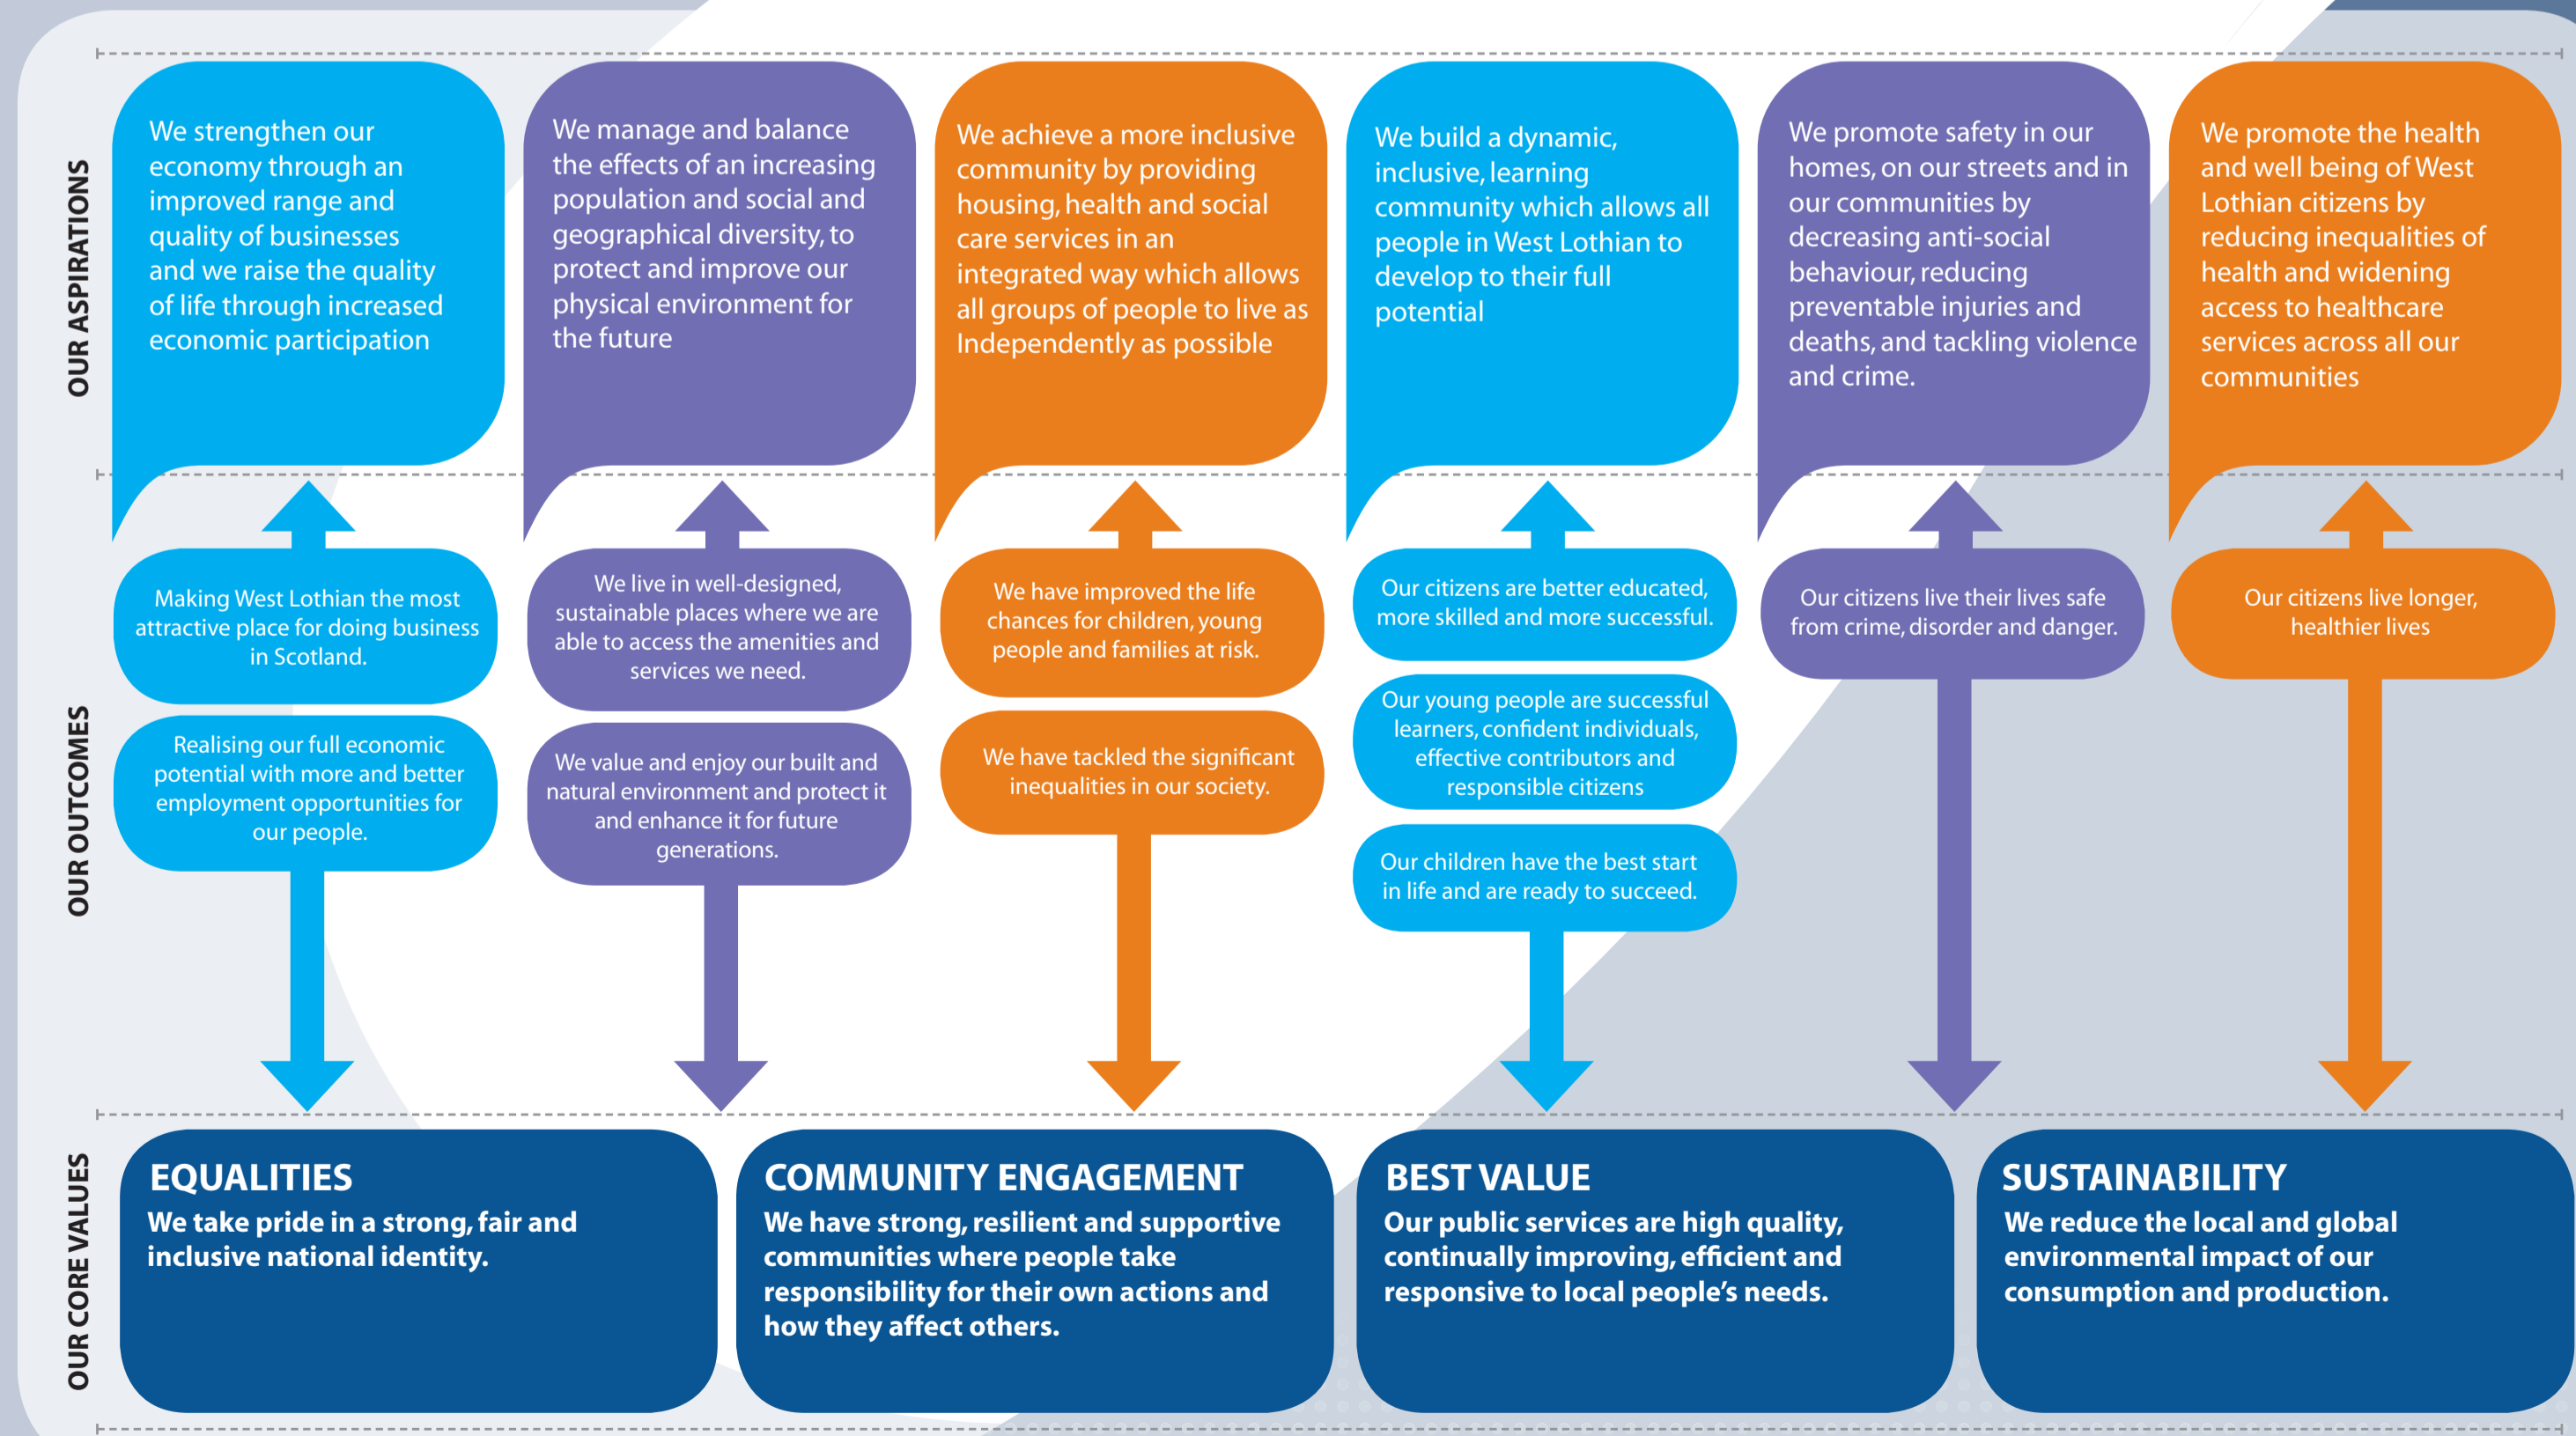 OUR ASPIRATIONS
We strengthen our
economy through an
improved range and
quality of businesses
and we raise the quality
of life through increased
economic participation
We manage and balance
the effects of an increasing
population and social and
geographical diversity, to
protect and improve our
physical environment for
the future
We achieve a more inclusive
community by providing
housing, health and social
care services in an
integrated way which allows
all groups of people to live as
Independently as possible
We build a dynamic,
inclusive, learning
community which allows all
people in West Lothian to
develop to their full
potential
We promote safety in our
homes, on our streets and in
our communities by
decreasing anti-social
behaviour, reducing
preventable injuries and
deaths, and tackling violence
and crime.
We promote the health
and well being of West
Lothian citizens by
reducing inequalities of
health and widening
access to healthcare
services across all our
communities
OUR OUTCOMES
Making West Lothian the most
attractive place for doing business
in Scotland.
Realising our full economic
potential with more and better
employment opportunities for
our people.
We live in well-designed,
sustainable places where we are
able to access the amenities and
services we need.
We value and enjoy our built and
natural environment and protect it
and enhance it for future
generations.
We have improved the life
chances for children, young
people and families at risk.
We have tackled the significant
inequalities in our society.
Our citizens are better educated,
more skilled and more successful.
Our young people are successful
learners, confident individuals,
effective contributors and
responsible citizens
Our children have the best start
in life and are ready to succeed.
Our citizens live their lives safe
from crime, disorder and danger.
Our citizens live longer,
healthier lives
OUR CORE VALUES
EQUALITIES
We take pride in a strong, fair and
inclusive national identity.
COMMUNITY ENGAGEMENT
We have strong, resilient and supportive
communities where people take
responsibility for their own actions and
how they affect others.
BEST VALUE
Our public services are high quality,
continually improving, efficient and
responsive to local people's needs.
SUSTAINABILITY
We reduce the local and global
environmental impact of our
consumption and production.